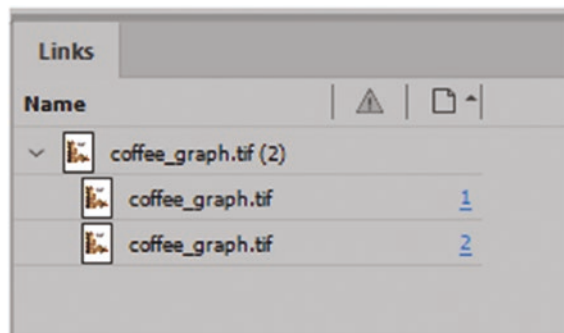 Links
Name
coffee_graph.tif (2)
coffee_graph.tif 1
coffee_graph.tif 2